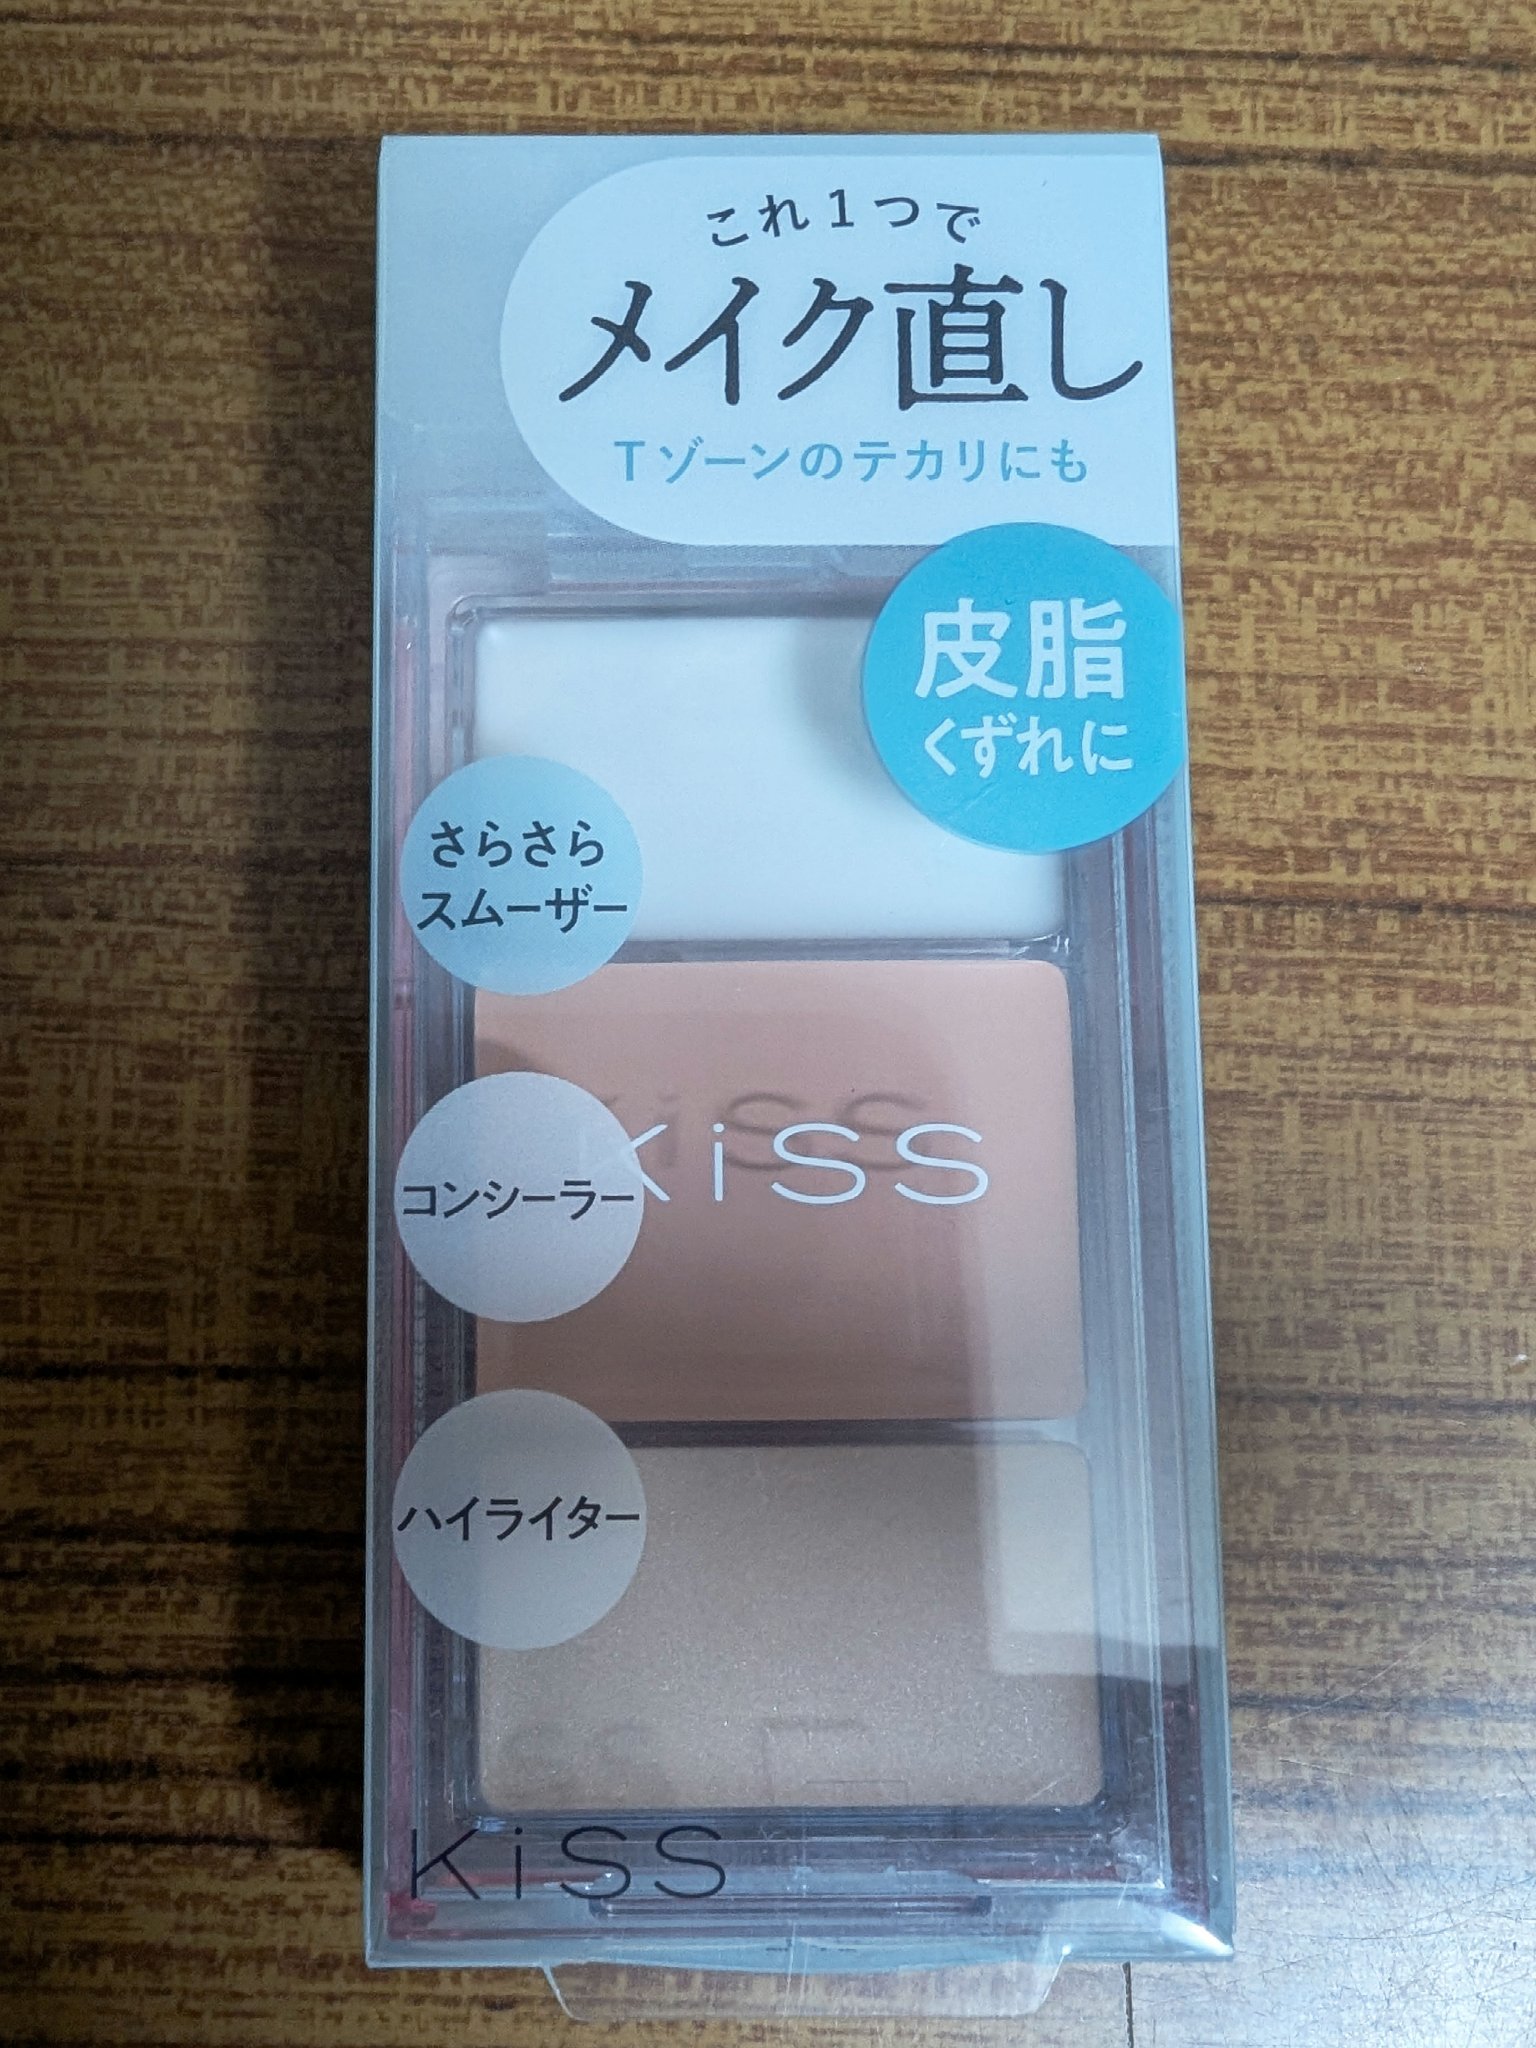 これ1つで
メイク直し
Tゾーンのテカリにも
皮脂
くずれに
さらさら
スムーザー
KiSS
コンシーラー
ハイライター
KiSS